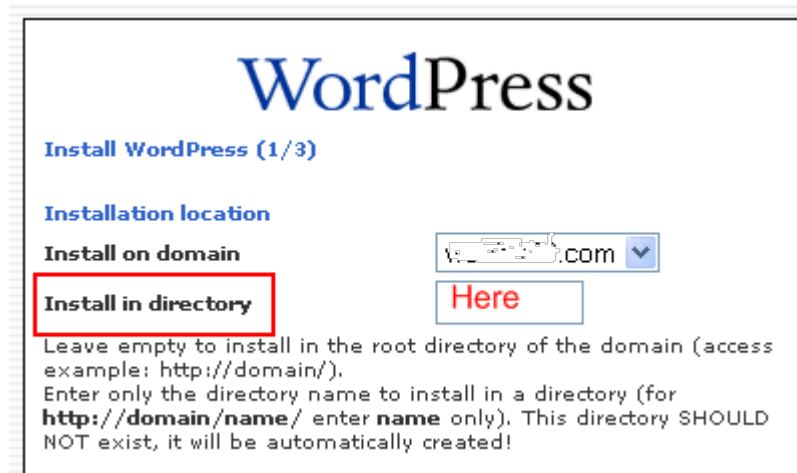 WordPress
Install WordPress (1/3)
Installation location
Install on domain .com
Install in directory Here
Leave empty to install in the root directory of the domain (access
example: http://domain/).
Enter only the directory name to install in a directory (for
http://domain/name/ enter name only). This directory SHOULD
NOT exist, it will be automatically created!